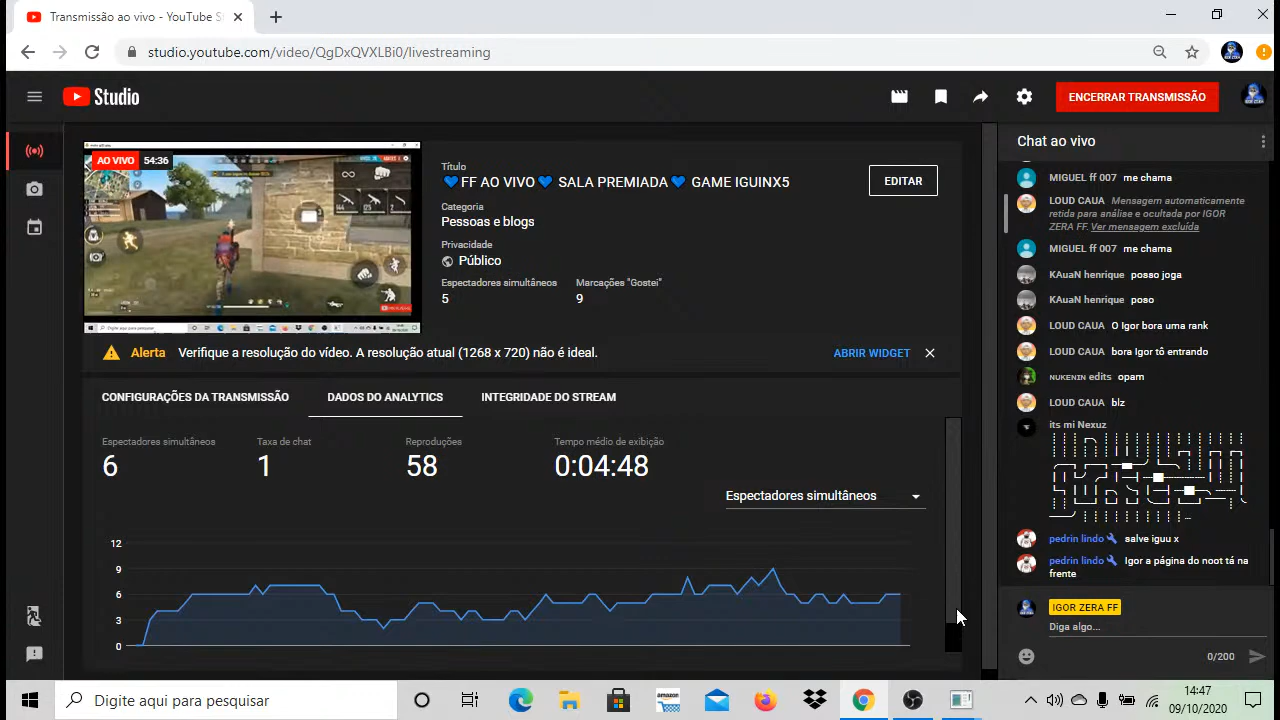 Transmissão ao vivo - YouTube S
studio.youtube.com/video/QgDxQVXLBi0/livestreaming
Studio
ENCERRAR TRANSMISSÃO
AO VIVO 54:36
Título
💙FF AO VIVO💙 SALA PREMIADA💙 GAME IGUINX5
EDITAR
Categoria
Pessoas e blogs
Privacidade
Público
Espectadores simultâneos
Marcações "Gostei"
5
9
Alerta Verifique a resolução do vídeo. A resolução atual (1268 x 720) não é ideal.
ABRIR WIDGET
CONFIGURAÇÕES DA TRANSMISSÃO
DADOS DO ANALYTICS
INTEGRIDADE DO STREAM
Espectadores simultâneos
Taxa de chat
Reproduções
Tempo médio de exibição
6
1
58
0:04:48
Espectadores simultâneos
12
9
6
3
0
Chat ao vivo
MIGUEL ff 007 me chama
LOUD CAUA Mensagem automaticamente
retida para análise e ocultada por IGOR
ZERA FF. Ver mensagem excluída
MIGUEL ff 007 me chama
KAuaN henrique posso joga
KAuaN henrique poso
LOUD CAUA O Igor bora uma rank
LOUD CAUA bora Igor tô entrando
ɴᴜᴋᴇɴɪɴ edits opam
LOUD CAUA blz
its mi Nexuz
pedrin lindo salve iguu x
pedrin lindo Igor a página do noot tá na
frente
IGOR ZERA FF
Diga algo...
0/200
Digite aqui para pesquisar
amazon
14:47
09/10/2020